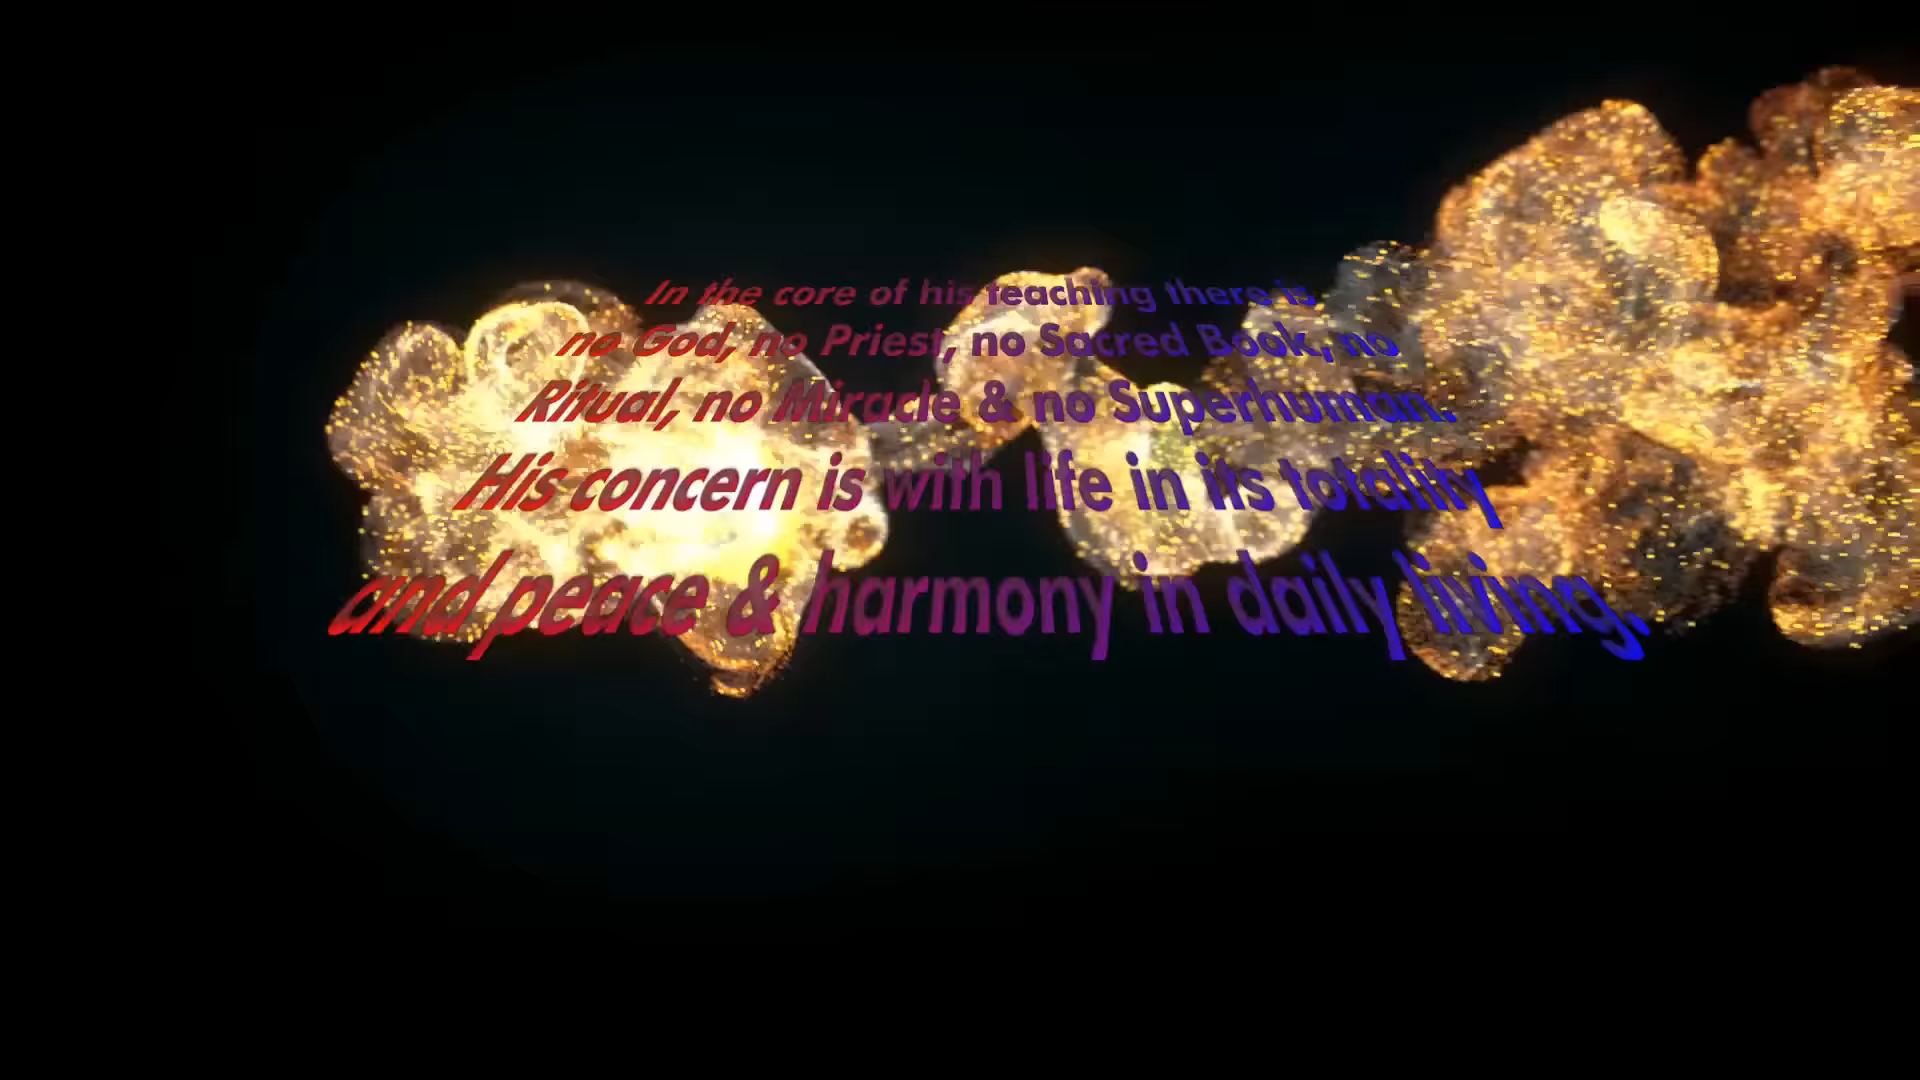 In the core of his teaching there is
no God, no Priest, no Sacred Book, no
Ritual, no Miracle & no Superhuman.
His concern is with life in its totality
and peace & harmony in daily living.